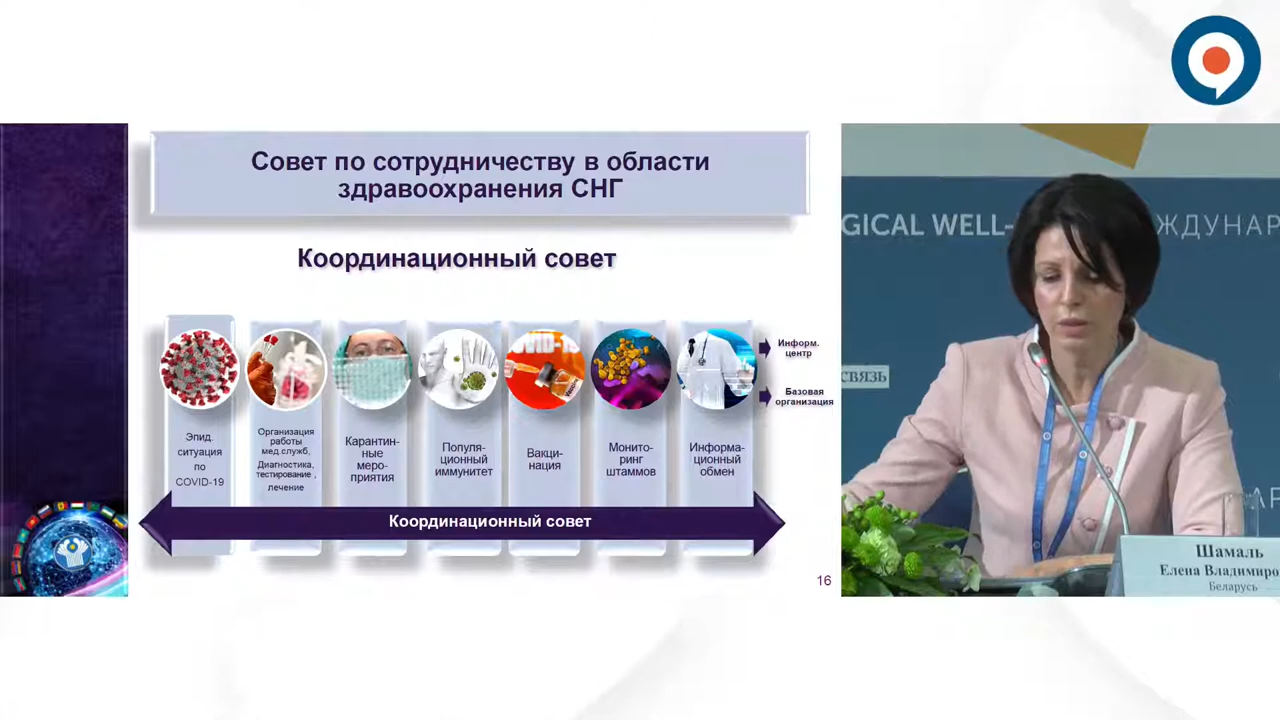 Совет по сотрудничеству в области
здравоохранения СНГ
Координационный совет
Эпид.
ситуация
по
COVID-19
Организация
работы
мед.служб,
Диагностика,
тестирование ,
лечение
Карантин-
ные
меро-
приятия
Популя-
ционный
иммунитет
Вакци-
нация
Монито-
ринг
штаммов
Информа-
ционный
обмен
Информ.
центр
Базовая
организация
Координационный совет
16
GICAL WELL-
ЖДУНАР
СВЯЗЬ
Шамаль
Елена Владимиро
Беларусь